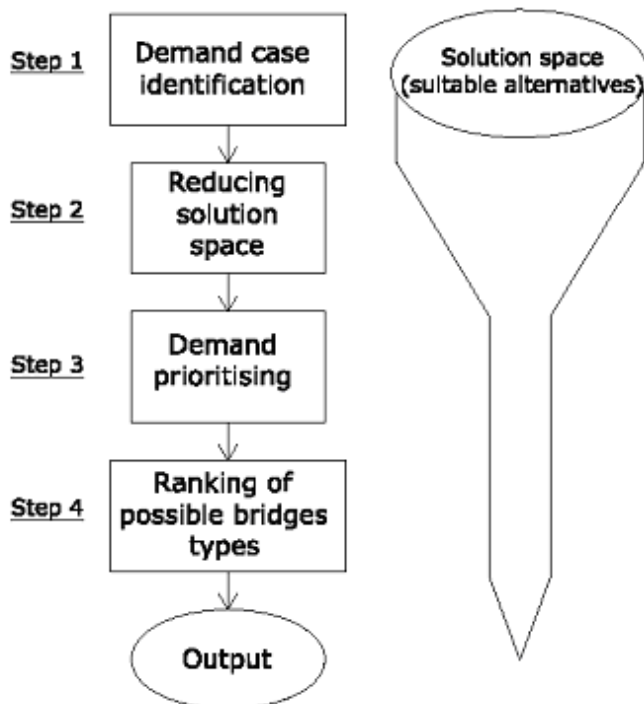 Step 1
Demand case
identification
Solution space
(suitable alternatives)
Step 2
Reducing
solution
space
Step 3
Demand
prioritising
Step 4
Ranking of
possible bridges
types
Output